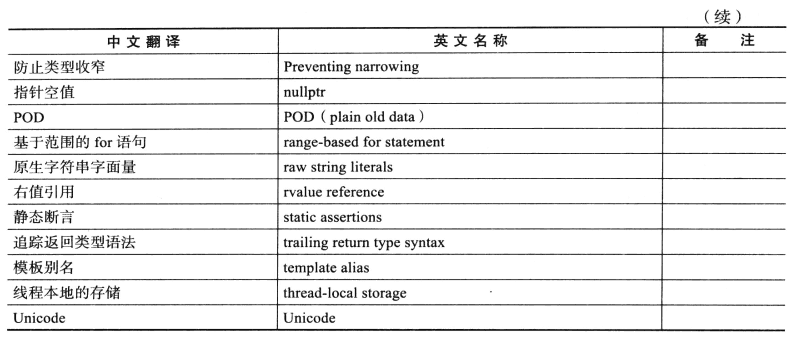 （续）
中文翻译 英文名称 备 注
防止类型收窄 Preventing narrowing
指针空值 nullptr
POD POD（plain old data）
基于范围的 for 语句 range-based for statement
原生字符串字面量 raw string literals
右值引用 rvalue reference
静态断言 static assertions
追踪返回类型语法 trailing return type syntax
模板别名 template alias
线程本地的存储 thread-local storage
Unicode Unicode